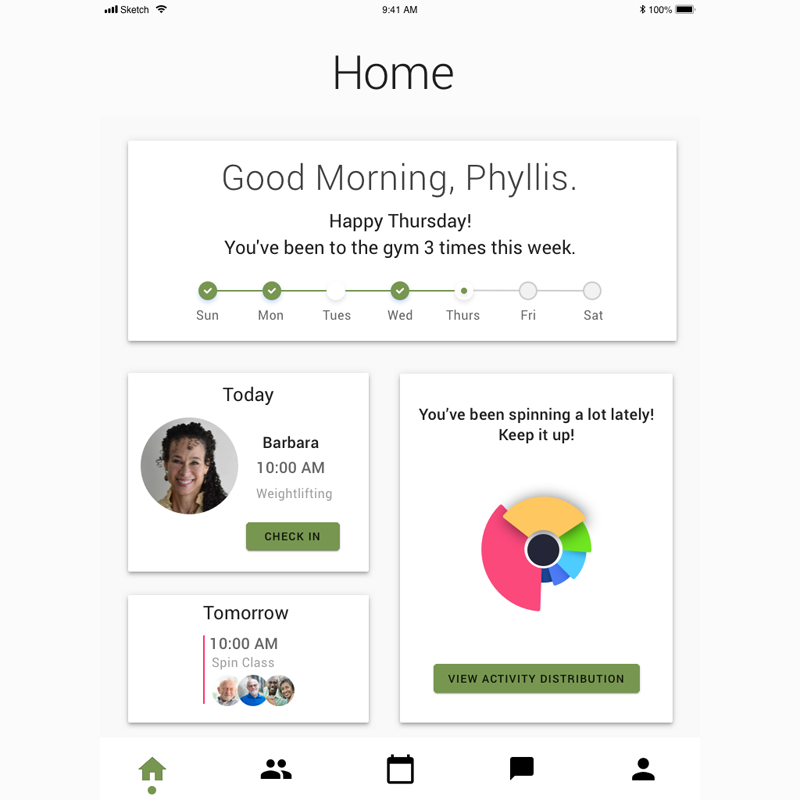 Sketch 9:41 AM 100%
Home
Good Morning, Phyllis.
Happy Thursday!
You've been to the gym 3 times this week.
Sun Mon Tues Wed Thurs Fri Sat
Today
Barbara
10:00 AM
Weightlifting
CHECK IN
Tomorrow
10:00 AM
Spin Class
You've been spinning a lot lately!
Keep it up!
VIEW ACTIVITY DISTRIBUTION